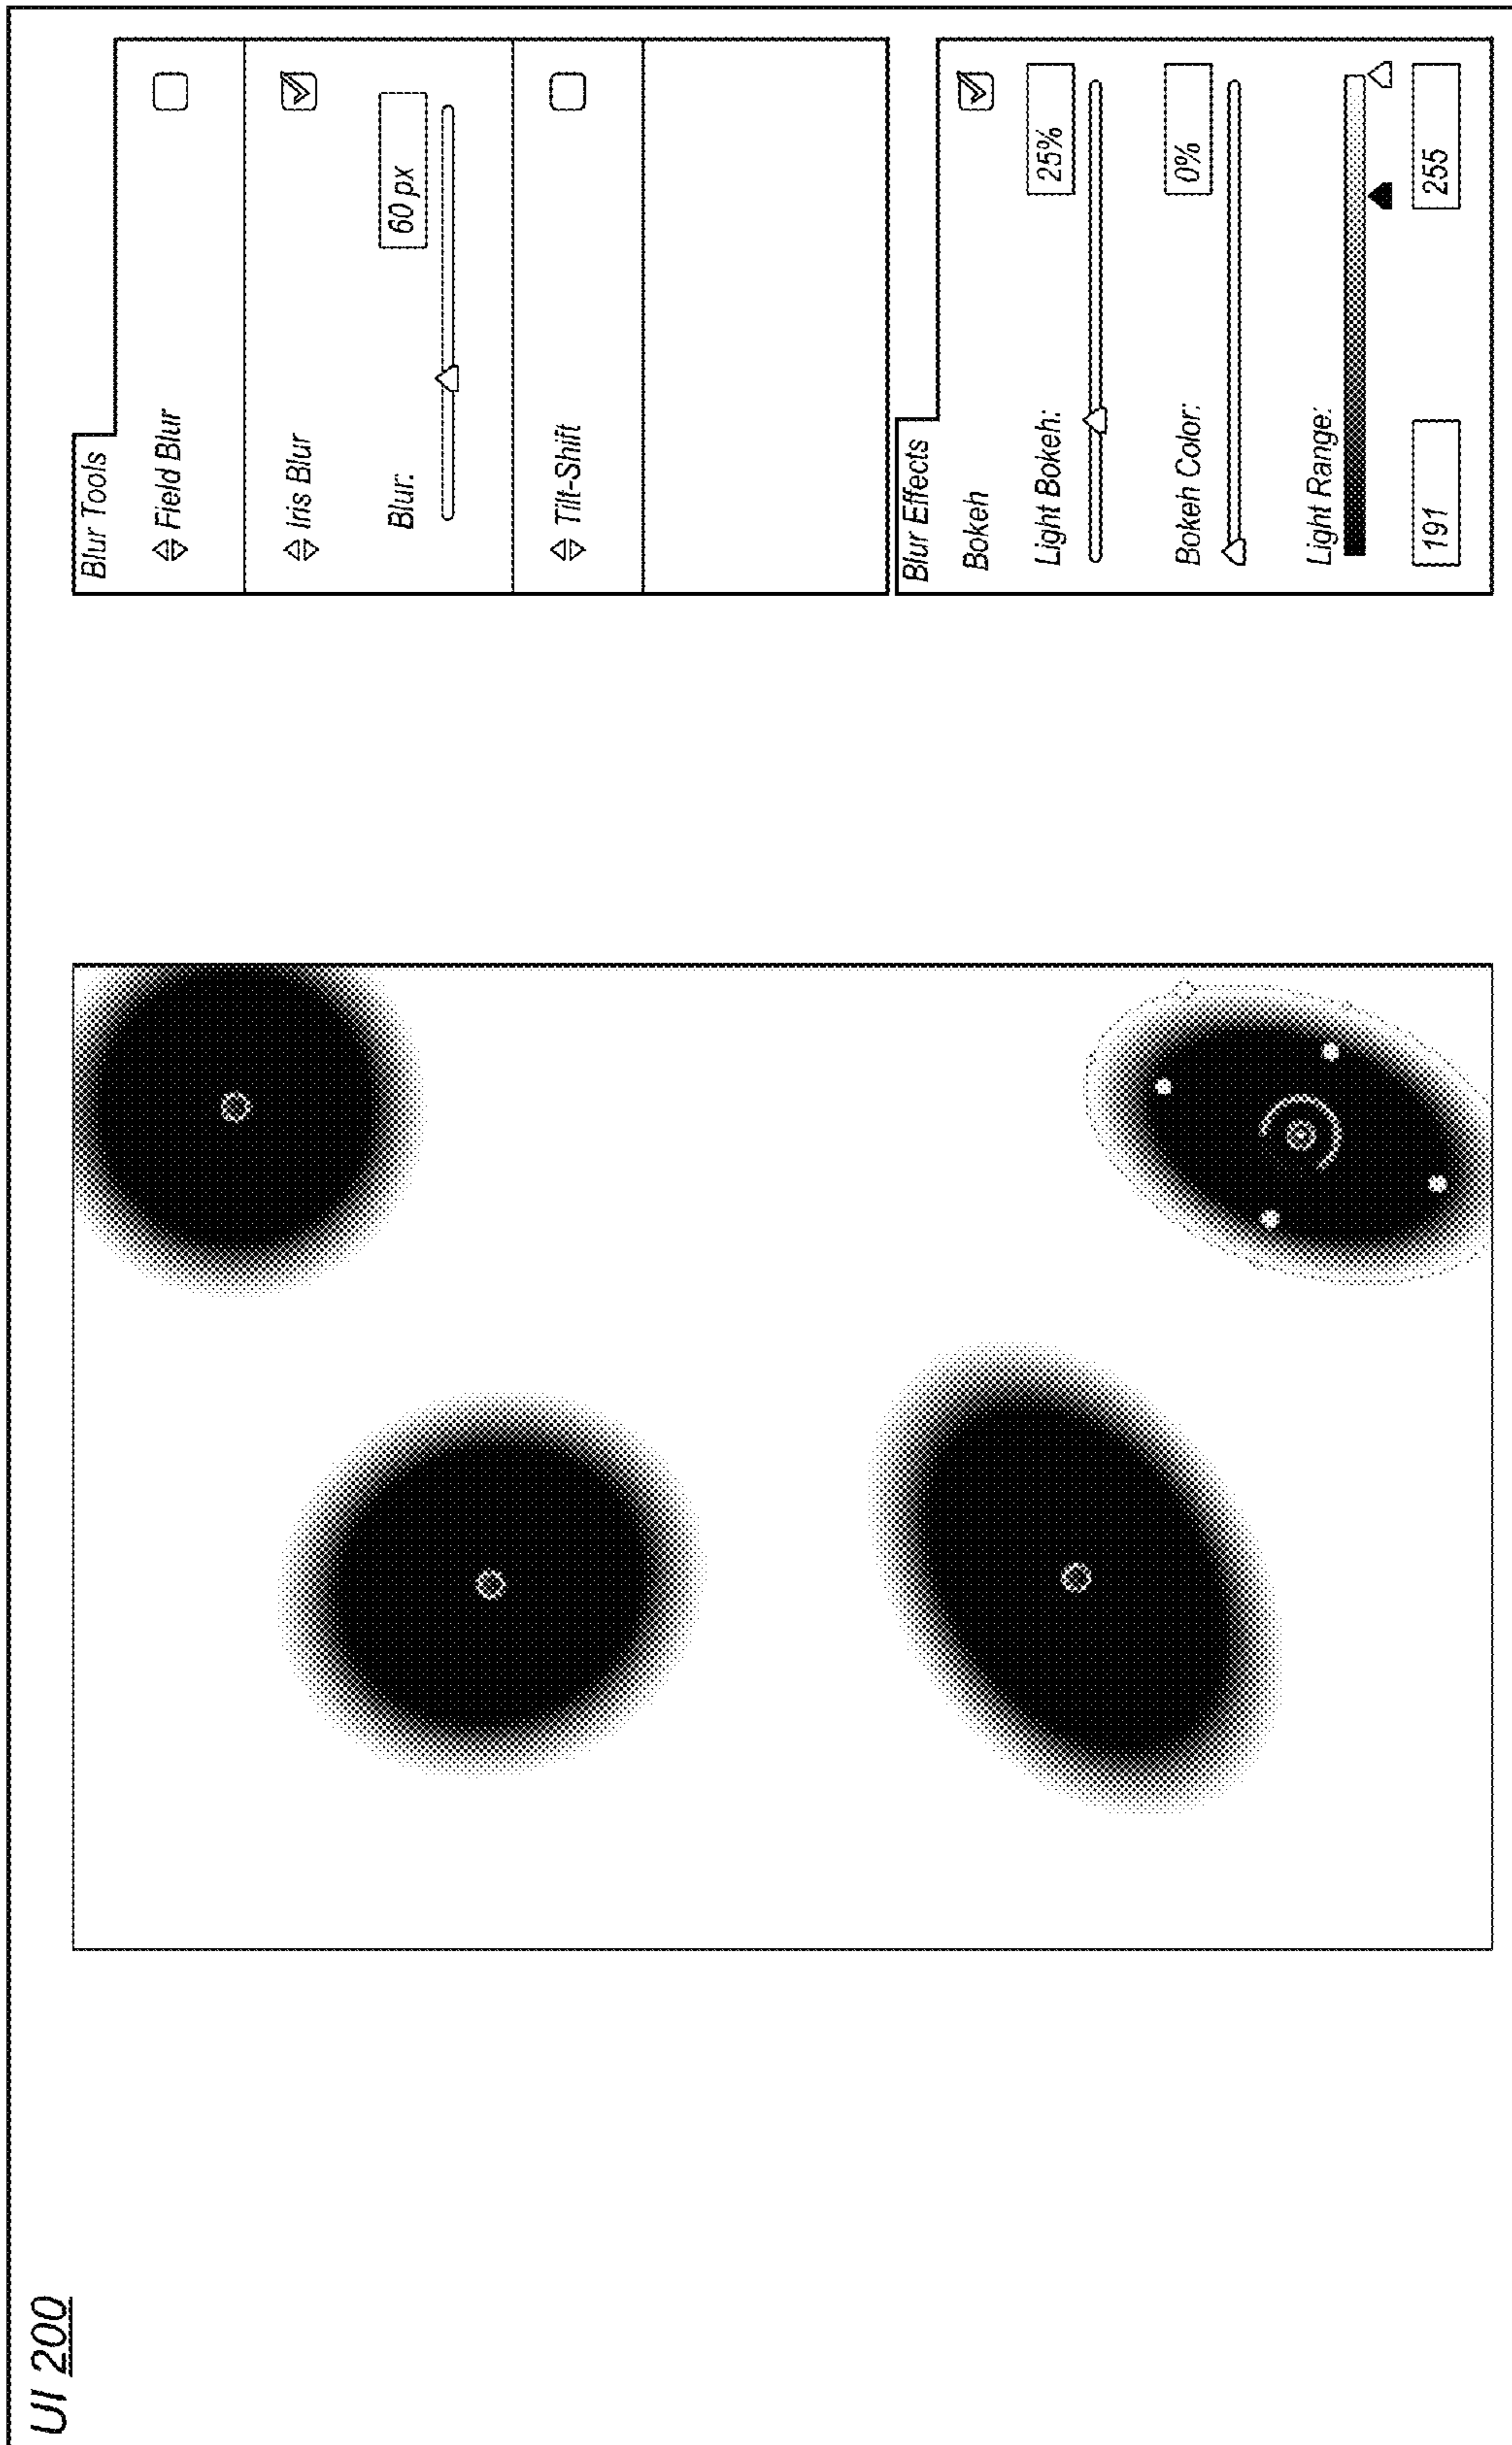 UI 200
Blur Tools
Field Blur
Iris Blur
Blur:
60 px
Tilt-Shift
Blur Effects
Bokeh
Light Bokeh:
25%
Bokeh Color:
0%
Light Range:
191
255